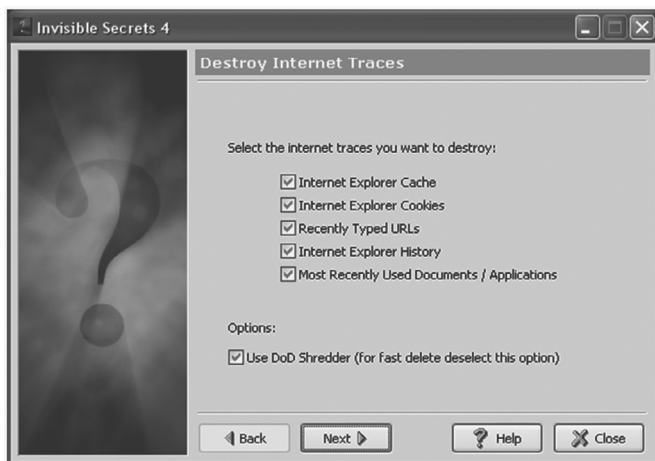 Invisible Secrets 4
Destroy Internet Traces
Select the internet traces you want to destroy:
Internet Explorer Cache
Internet Explorer Cookies
Recently Typed URLs
Internet Explorer History
Most Recently Used Documents / Applications
Options:
Use DoD Shredder (for fast delete deselect this option)
Back Next Help Close